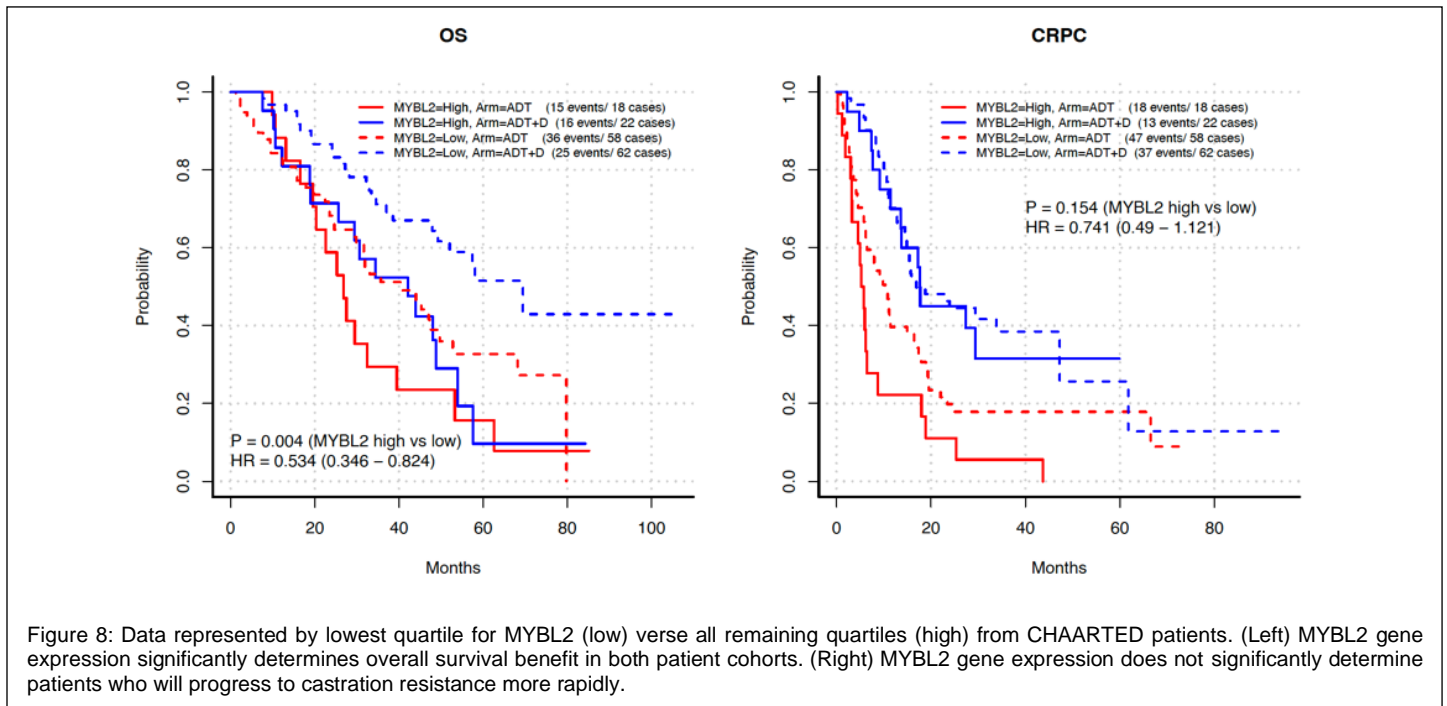 OS
MYBL2=High, Arm=ADT (15 events/ 18 cases)
MYBL2=High, Arm=ADT+D (16 events/ 22 cases)
MYBL2=Low, Arm=ADT (36 events/ 58 cases)
MYBL2=Low, Arm=ADT+D (25 events/ 62 cases)
P = 0.004 (MYBL2 high vs low)
HR = 0.534 (0.346 – 0.824)
Probability
1.0
0.8
0.6
0.4
0.2
0.0
0 20 40 60 80 100
Months
CRPC
MYBL2=High, Arm=ADT (18 events/ 18 cases)
MYBL2=High, Arm=ADT+D (13 events/ 22 cases)
MYBL2=Low, Arm=ADT (47 events/ 58 cases)
MYBL2=Low, Arm=ADT+D (37 events/ 62 cases)
P = 0.154 (MYBL2 high vs low)
HR = 0.741 (0.49 – 1.121)
Probability
1.0
0.8
0.6
0.4
0.2
0.0
0 20 40 60 80
Months
Figure 8: Data represented by lowest quartile for MYBL2 (low) verse all remaining quartiles (high) from CHAARTED patients. (Left) MYBL2 gene
expression significantly determines overall survival benefit in both patient cohorts. (Right) MYBL2 gene expression does not significantly determine
patients who will progress to castration resistance more rapidly.